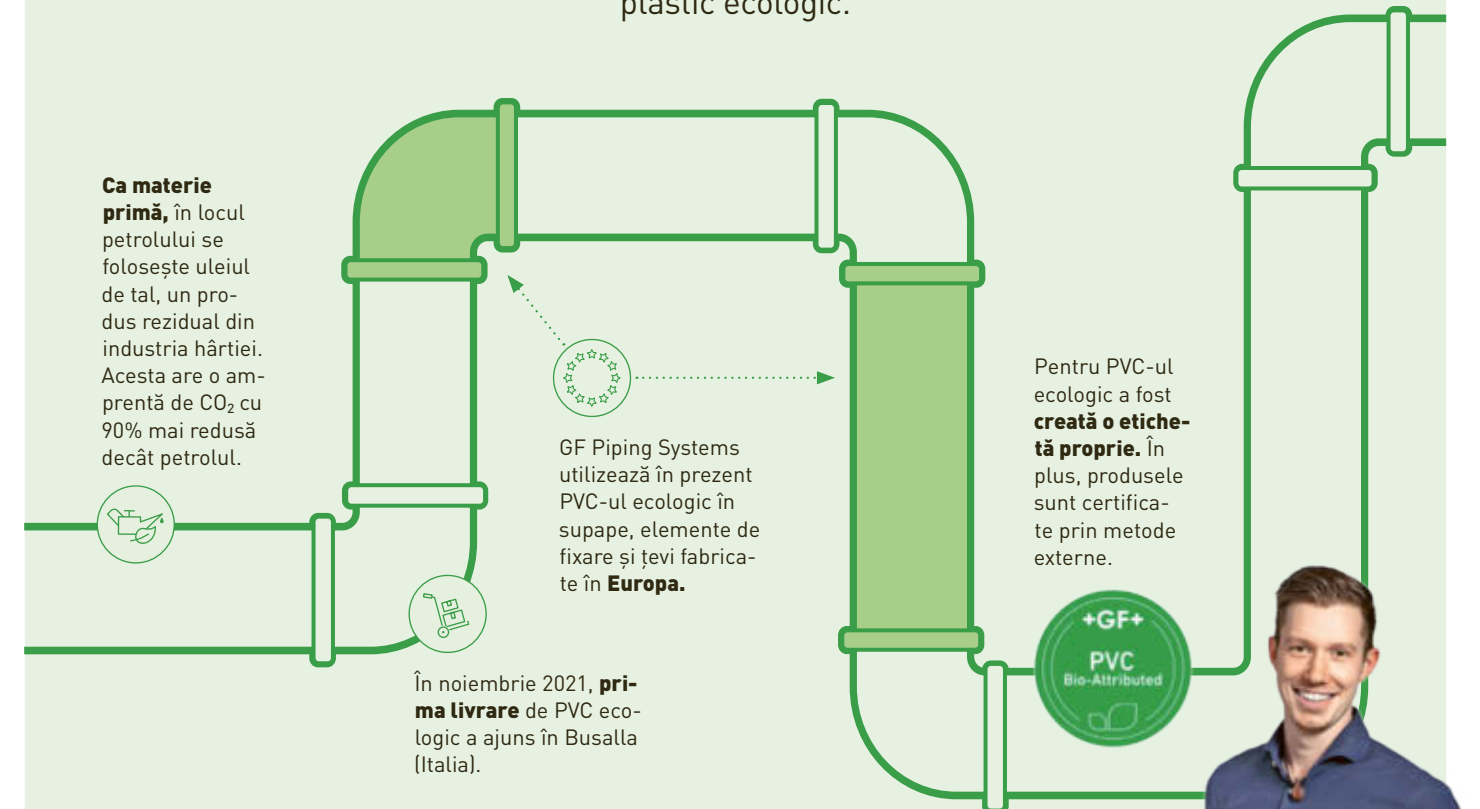 plastic ecologic.
Ca materie
primă, în locul
petrolului se
folosește uleiul
de tal, un pro-
dus rezidual din
industria hârtiei.
Acesta are o am-
prentă de CO₂ cu
90% mai redusă
decât petrolul.
În noiembrie 2021, pri-
ma livrare de PVC eco-
logic a ajuns în Busalla
(Italia).
GF Piping Systems
utilizează în prezent
PVC-ul ecologic în
supape, elemente de
fixare și țevi fabrica-
te în Europa.
Pentru PVC-ul
ecologic a fost
creată o etiche-
tă proprie. În
plus, produsele
sunt certifica-
te prin metode
externe.
+GF+
PVC
Bio-Attributed